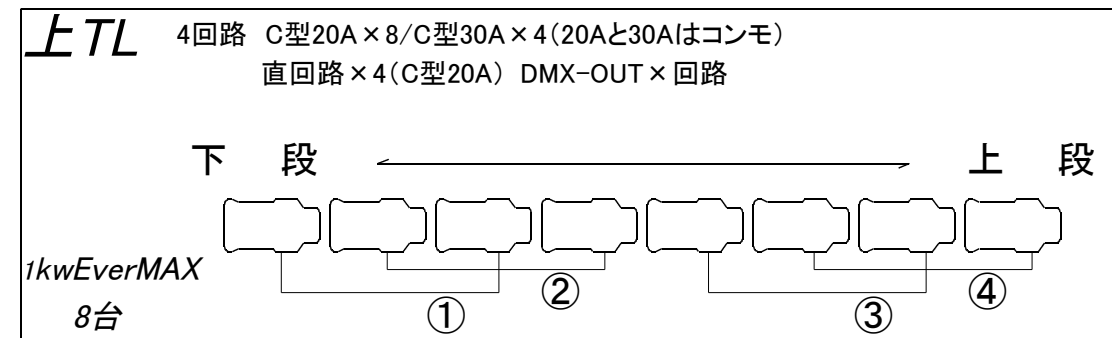 上TL 4回路 C型20A×8/C型30A×4(20Aと30Aはコンモ)
直回路×4(C型20A) DMX-OUT×回路
下 段 上 段
1kwEverMAX
8台
① ② ③ ④